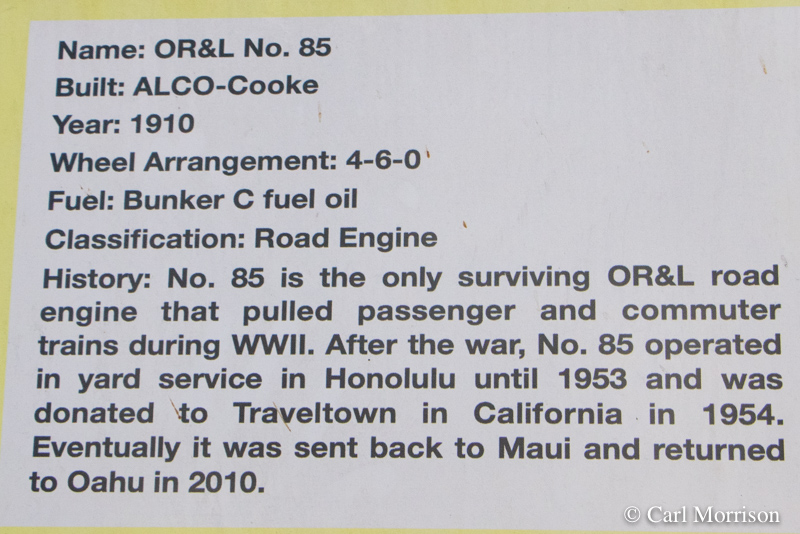 Name: OR&L No. 85
Built: ALCO-Cooke
Year: 1910
Wheel Arrangement: 4-6-0
Fuel: Bunker C fuel oil
Classification: Road Engine
History: No. 85 is the only surviving OR&L road
engine that pulled passenger and commuter
trains during WWII. After the war, No. 85 operated
in yard service in Honolulu until 1953 and was
donated to Traveltown in California in 1954.
Eventually it was sent back to Maui and returned
to Oahu in 2010.
© Carl Morrison